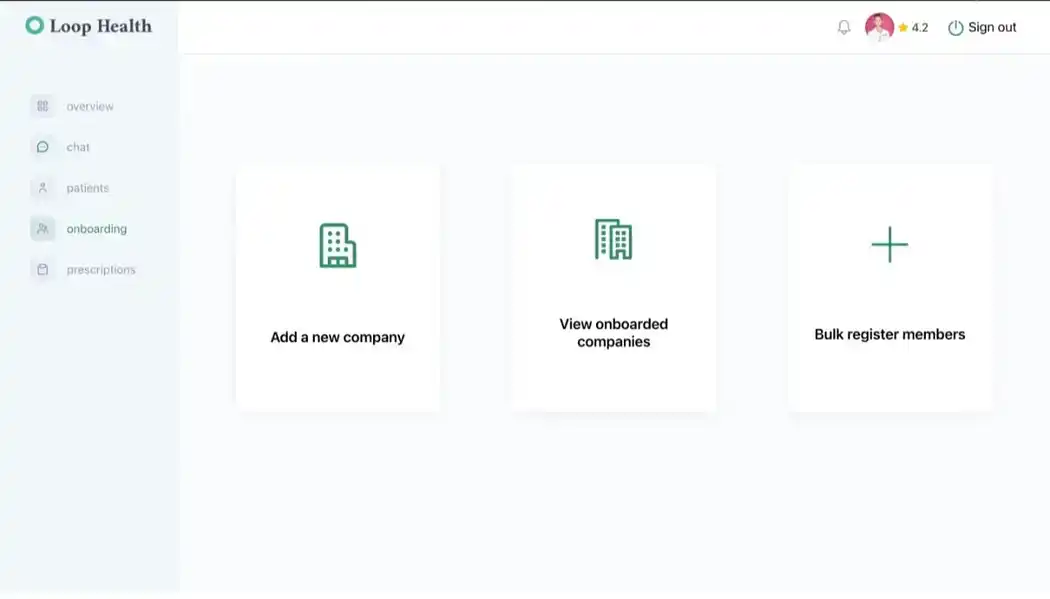 Loop Health
4.2
Sign out
overview
chat
patients
onboarding
prescriptions
Add a new company
View onboarded
companies
Bulk register members